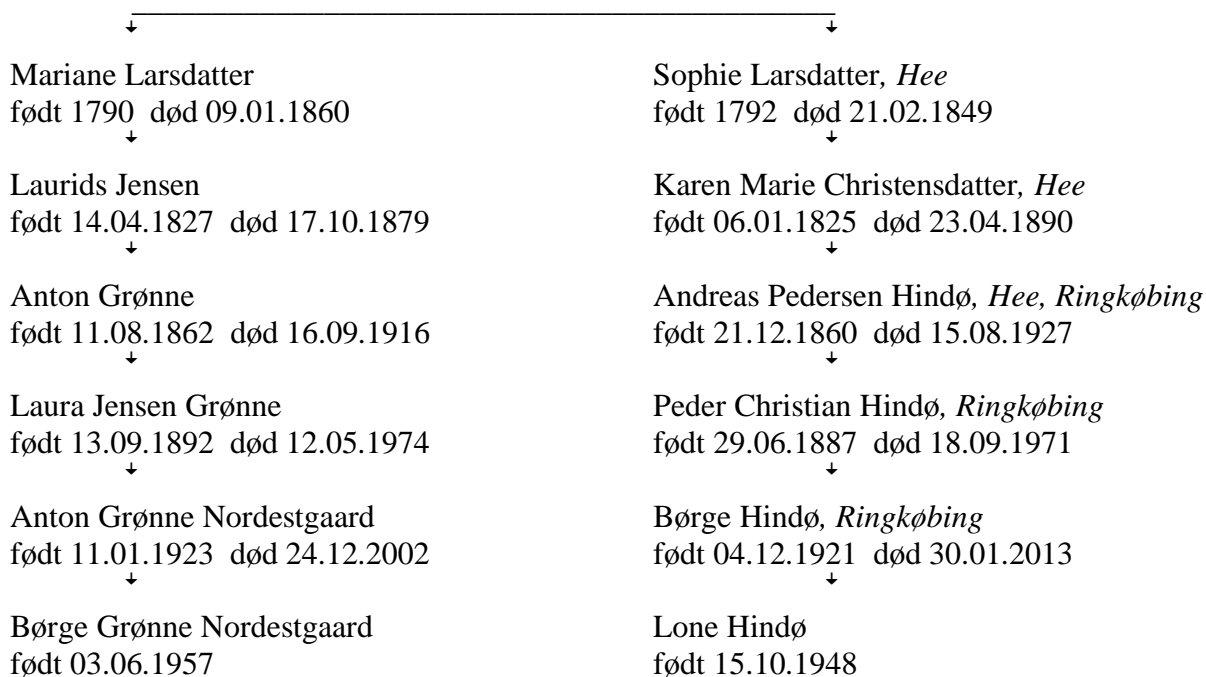 Mariane Larsdatter
født 1790 død 09.01.1860
Laurids Jensen
født 14.04.1827 død 17.10.1879
Anton Grønne
født 11.08.1862 død 16.09.1916
Laura Jensen Grønne
født 13.09.1892 død 12.05.1974
Anton Grønne Nordestgaard
født 11.01.1923 død 24.12.2002
Børge Grønne Nordestgaard
født 03.06.1957
Sophie Larsdatter, Hee
født 1792 død 21.02.1849
Karen Marie Christensdatter, Hee
født 06.01.1825 død 23.04.1890
Andreas Pedersen Hindø, Hee, Ringkøbing
født 21.12.1860 død 15.08.1927
Peder Christian Hindø, Ringkøbing
født 29.06.1887 død 18.09.1971
Børge Hindø, Ringkøbing
født 04.12.1921 død 30.01.2013
Lone Hindø
født 15.10.1948